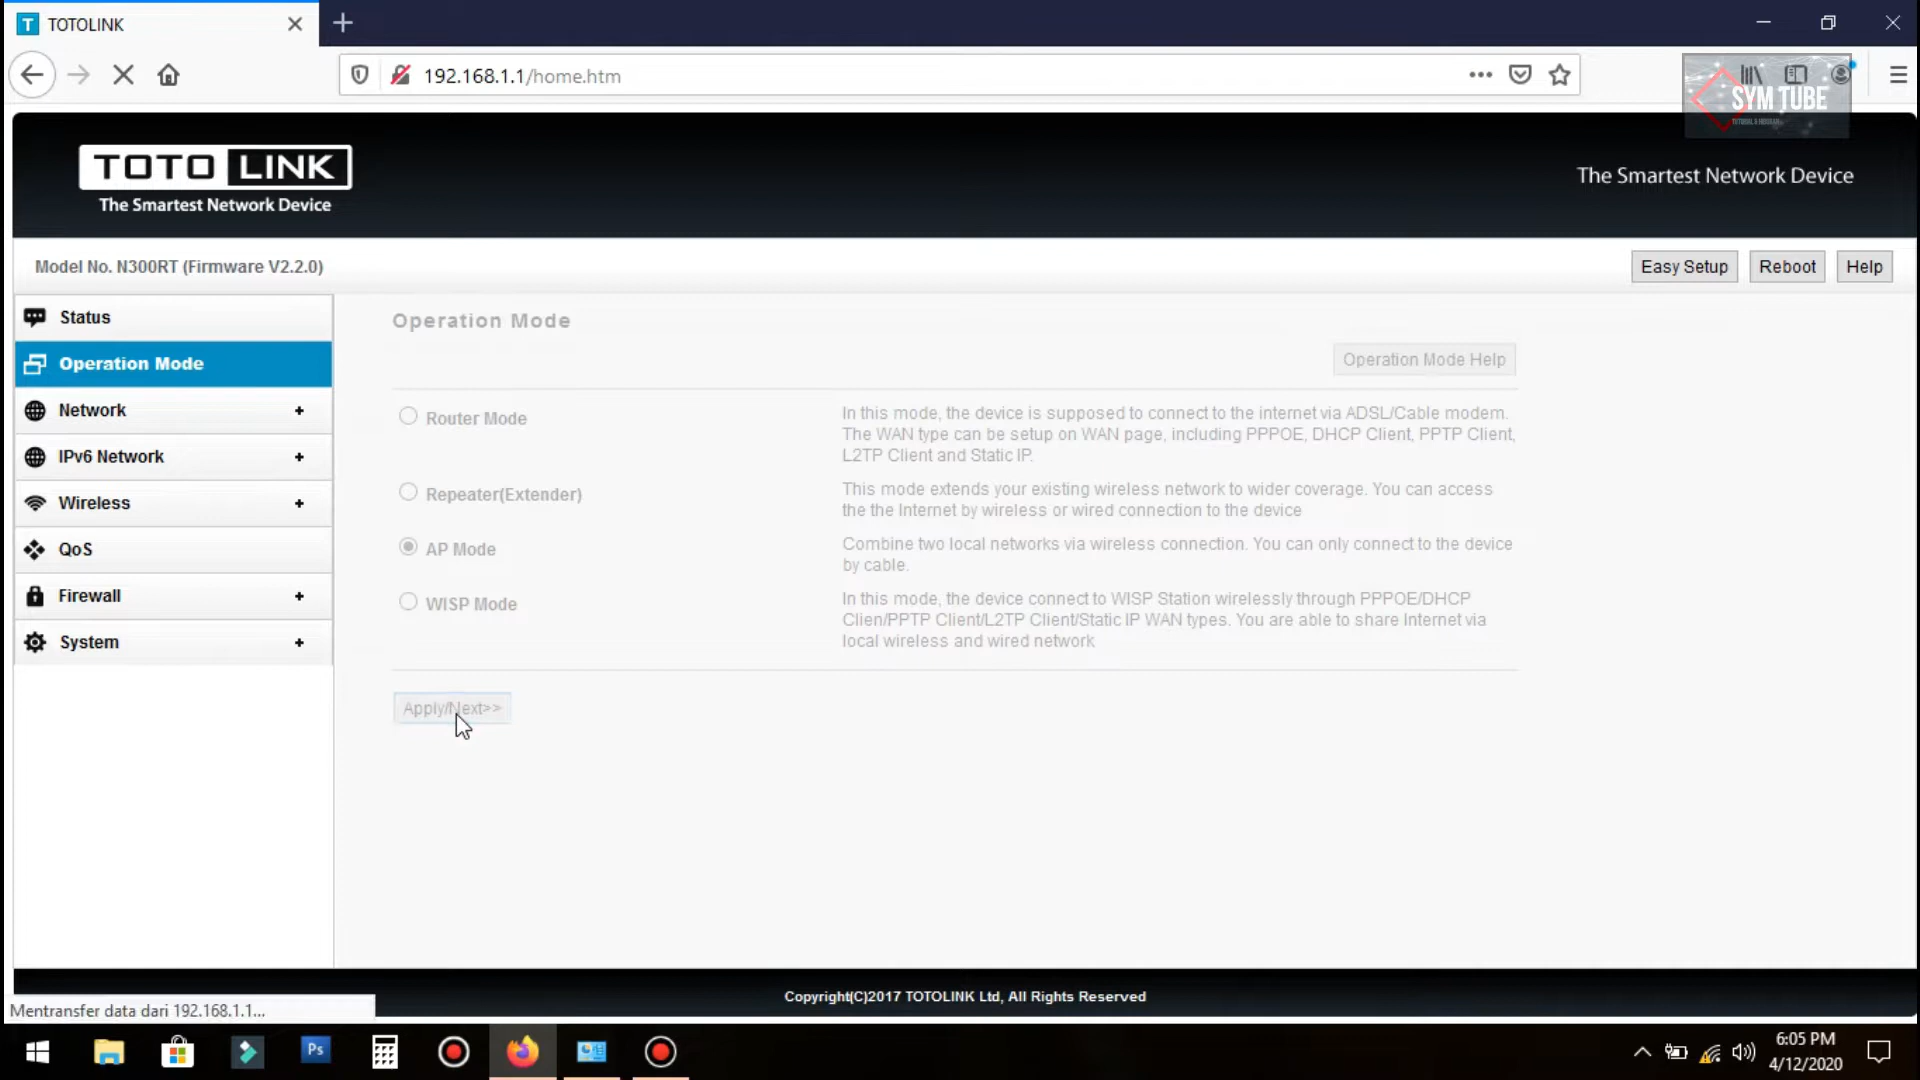 TOTOLINK
192.168.1.1/home.htm
SYM TUBE
TOTO LINK
The Smartest Network Device
The Smartest Network Device
Model No. N300RT (Firmware V2.2.0)
Easy Setup
Reboot
Help
Status
Operation Mode
Network +
IPv6 Network +
Wireless +
QoS
Firewall +
System +
Operation Mode
Operation Mode Help
Router Mode
In this mode, the device is supposed to connect to the internet via ADSL/Cable modem.
The WAN type can be setup on WAN page, including PPPOE, DHCP Client, PPTP Client,
L2TP Client and Static IP.
Repeater(Extender)
This mode extends your existing wireless network to wider coverage. You can access
the the Internet by wireless or wired connection to the device
AP Mode
Combine two local networks via wireless connection. You can only connect to the device
by cable.
WISP Mode
In this mode, the device connect to WISP Station wirelessly through PPPOE/DHCP
Clien/PPTP Client/L2TP Client/Static IP WAN types. You are able to share Internet via
local wireless and wired network
Apply/Next>>
Copyright(C)2017 TOTOLINK Ltd, All Rights Reserved
Mentransfer data dari 192.168.1.1...
Ps
6:05 PM
4/12/2020